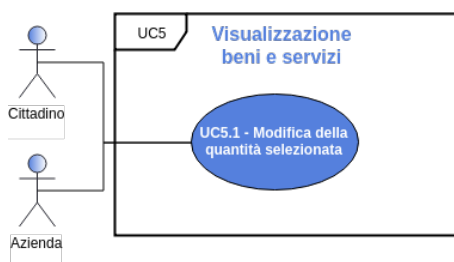 UC5
Visualizzazione
beni e servizi
Cittadino
UC5.1 - Modifica della
quantità selezionata
Azienda